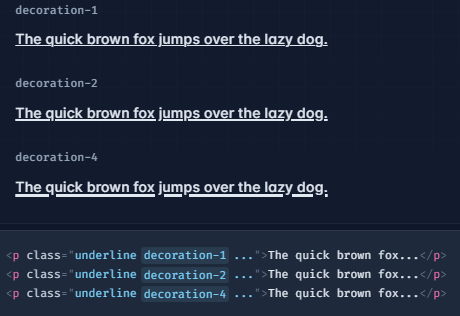 decoration-1
The quick brown fox jumps over the lazy dog.
decoration-2
The quick brown fox jumps over the lazy dog.
decoration-4
The quick brown fox jumps over the lazy dog.
<p class="underline decoration-1 ...">The quick brown fox...</p>
<p class="underline decoration-2 ...">The quick brown fox...</p>
<p class="underline decoration-4 ...">The quick brown fox...</p>